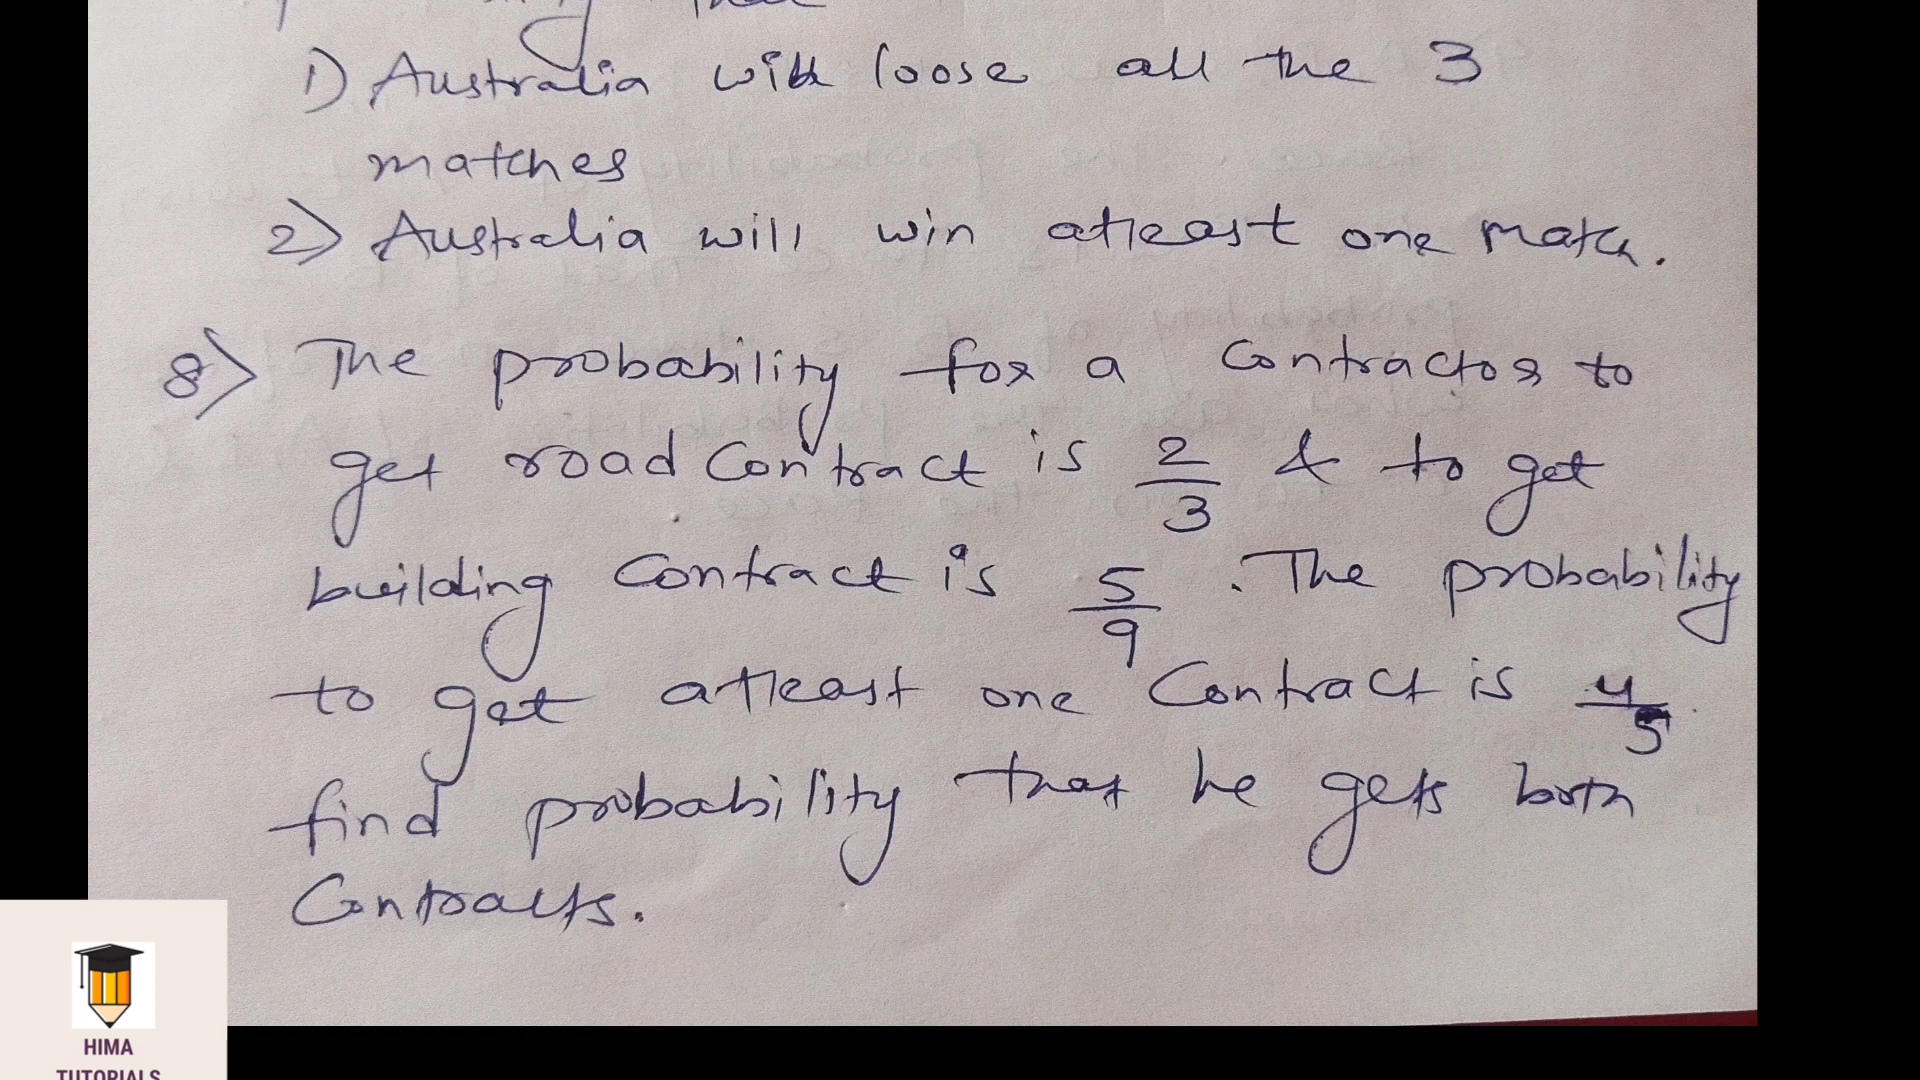 that
1) Australia will loose all the 3
matches
2) Australia will win atleast one match.
8) The probability for a contractor to
get road Contract is 2/3 & to get
building Contract is 5/9. The probability
to get atleast one Contract is 4/5.
find probability that he gets both
Contracts.
HIMA
TUTORIALS